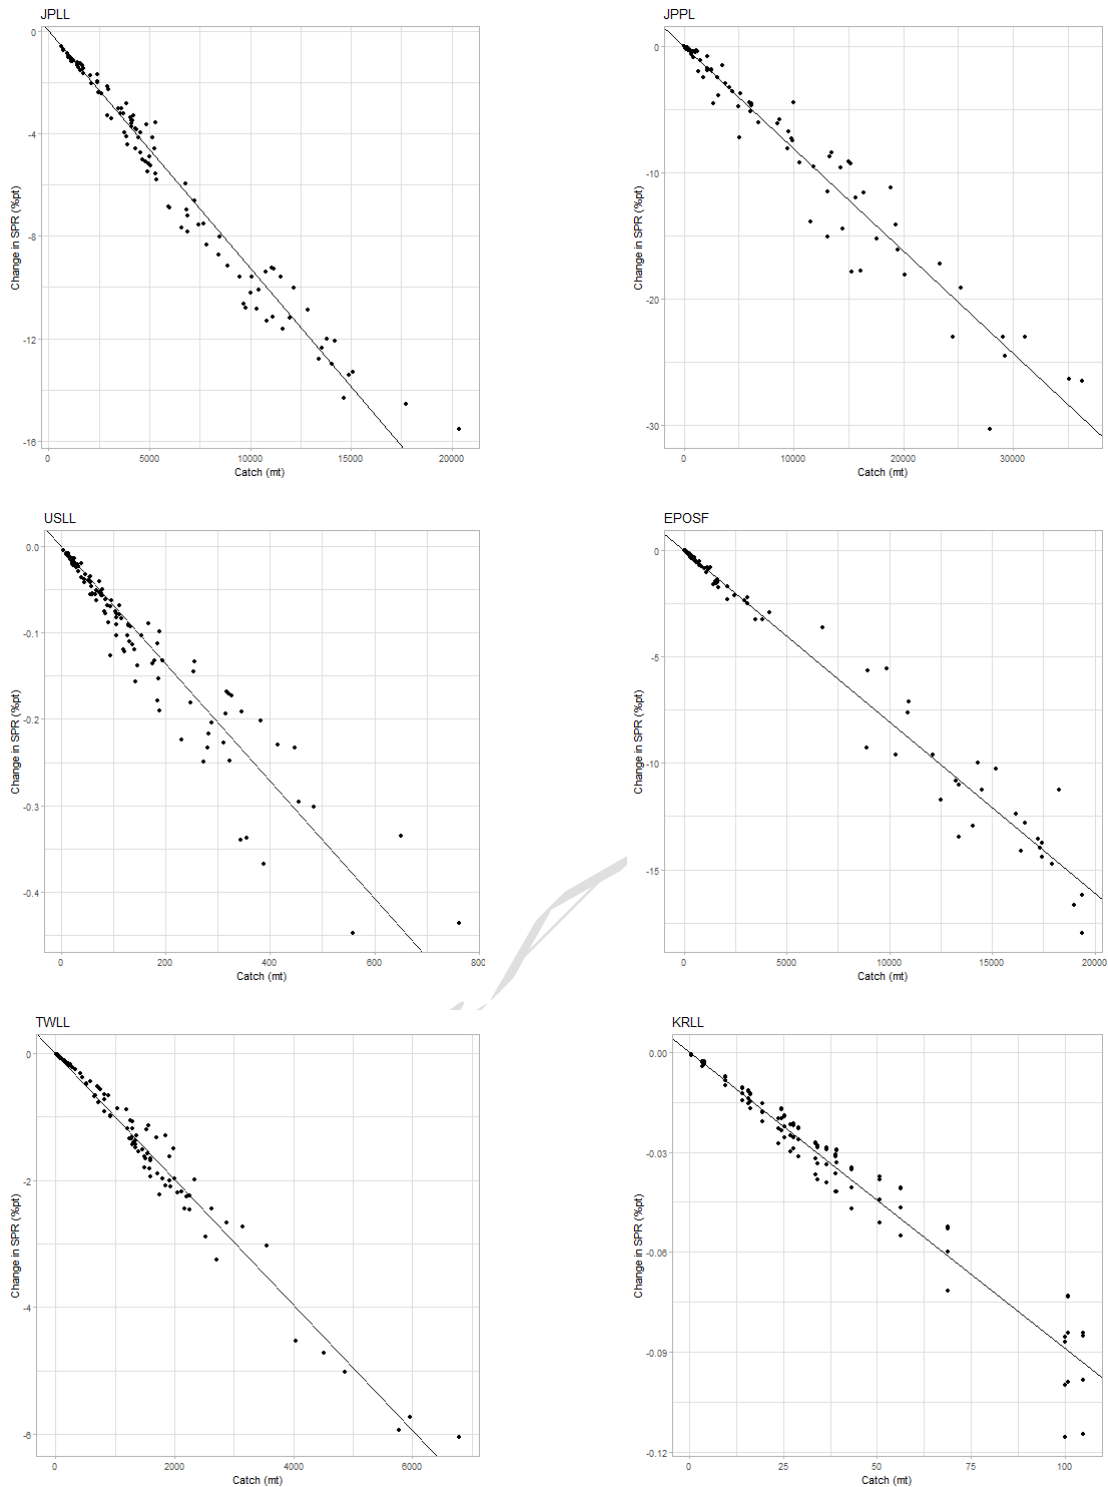 JPLL
0
-4
-8
-12
-16
Change in SPR (%pt)
0 5000 10000 15000 20000
Catch (mt)
JPPL
0
-10
-20
-30
Change in SPR (%pt)
0 10000 20000 30000
Catch (mt)
USLL
0.0
-0.1
-0.2
-0.3
-0.4
Change in SPR (%pt)
0 200 400 600 800
Catch (mt)
EPOSF
0
-5
-10
-15
Change in SPR (%pt)
0 5000 10000 15000 20000
Catch (mt)
TWLL
0
-2
-4
-6
Change in SPR (%pt)
0 2000 4000 6000
Catch (mt)
KRLL
0.00
-0.03
-0.06
-0.09
-0.12
Change in SPR (%pt)
0 25 50 75 100
Catch (mt)